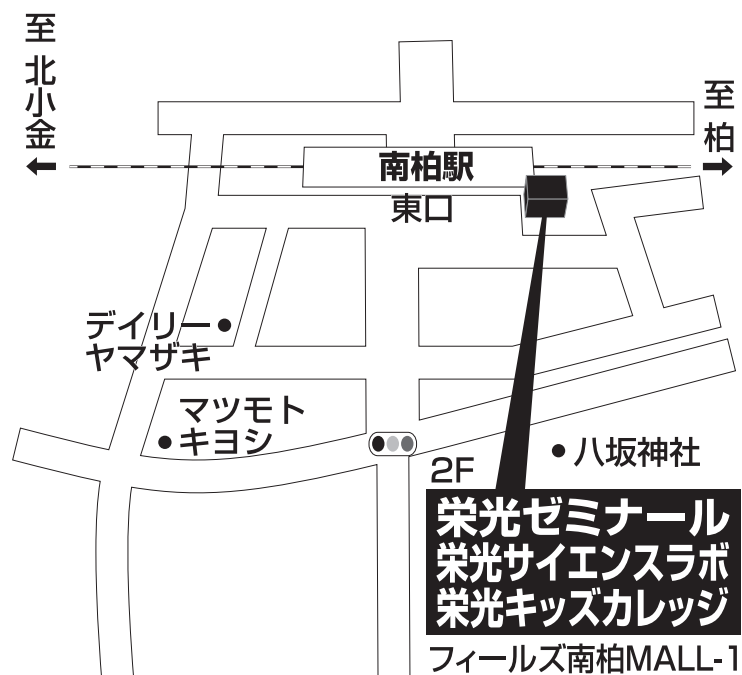 至
北小金
至
柏
南柏駅
東口
デイリー
ヤマザキ
マツモト
キヨシ
八坂神社
2F
栄光ゼミナール
栄光サイエンスラボ
栄光キッズカレッジ
フィールズ南柏MALL-1